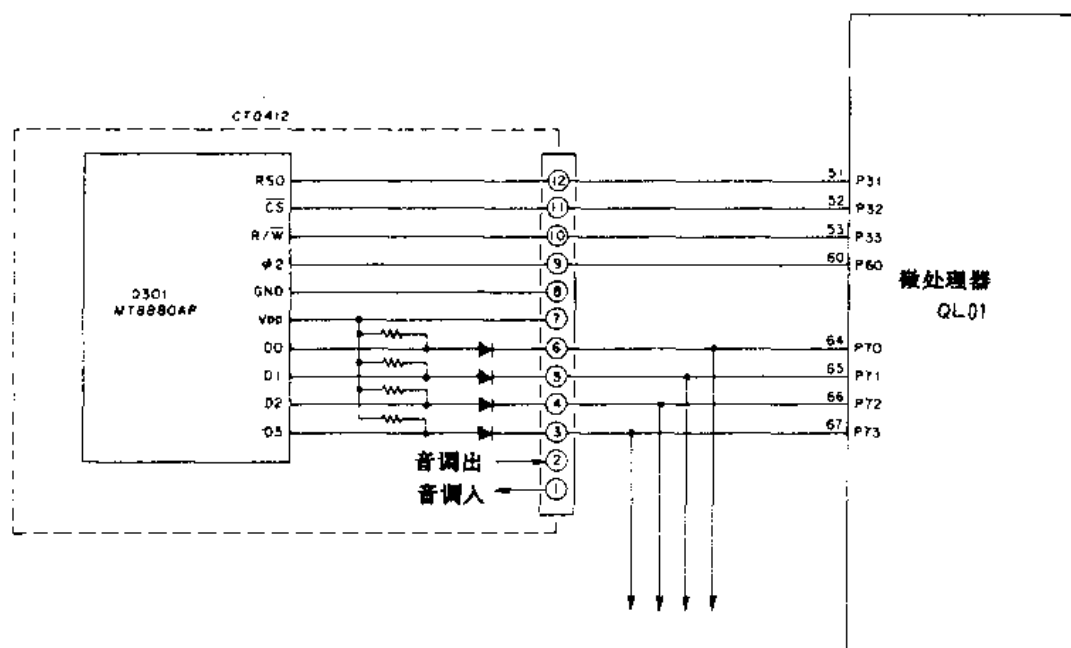 CT0412
RS0 ⑫ 51 P31
CS ⑪ 52 P32
R/W ⑩ 53 P33
φ2 ⑨ 60 P60
GND ⑧
VDD ⑦
D0 ⑥ 64 P70
D1 ⑤ 65 P71
D2 ④ 66 P72
D3 ③ 67 P73
音调出 ②
音调入 ①
Q301
MT8880AP
微处理器
QL01